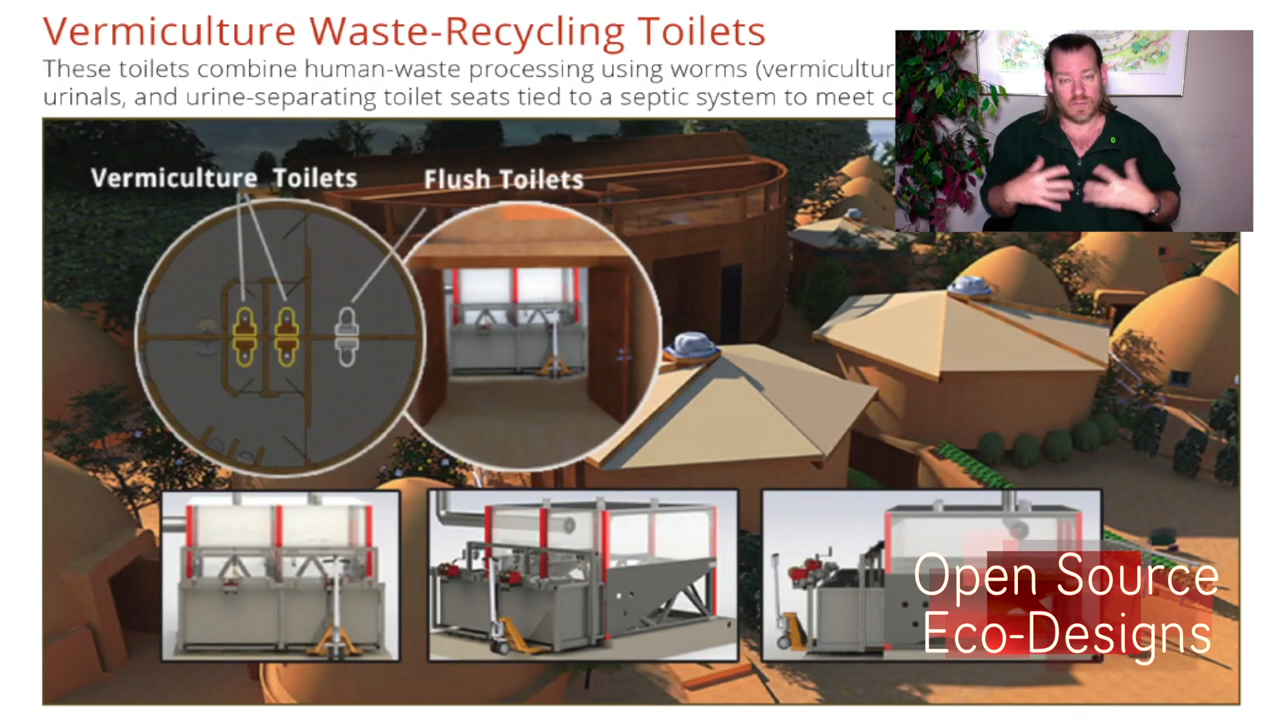 Vermiculture Waste-Recycling Toilets
These toilets combine human-waste processing using worms
urinals, and urine-separating toilet seats tied to a septic system to meet
Vermiculture Toilets
Flush Toilets
Open Source
Eco-Designs